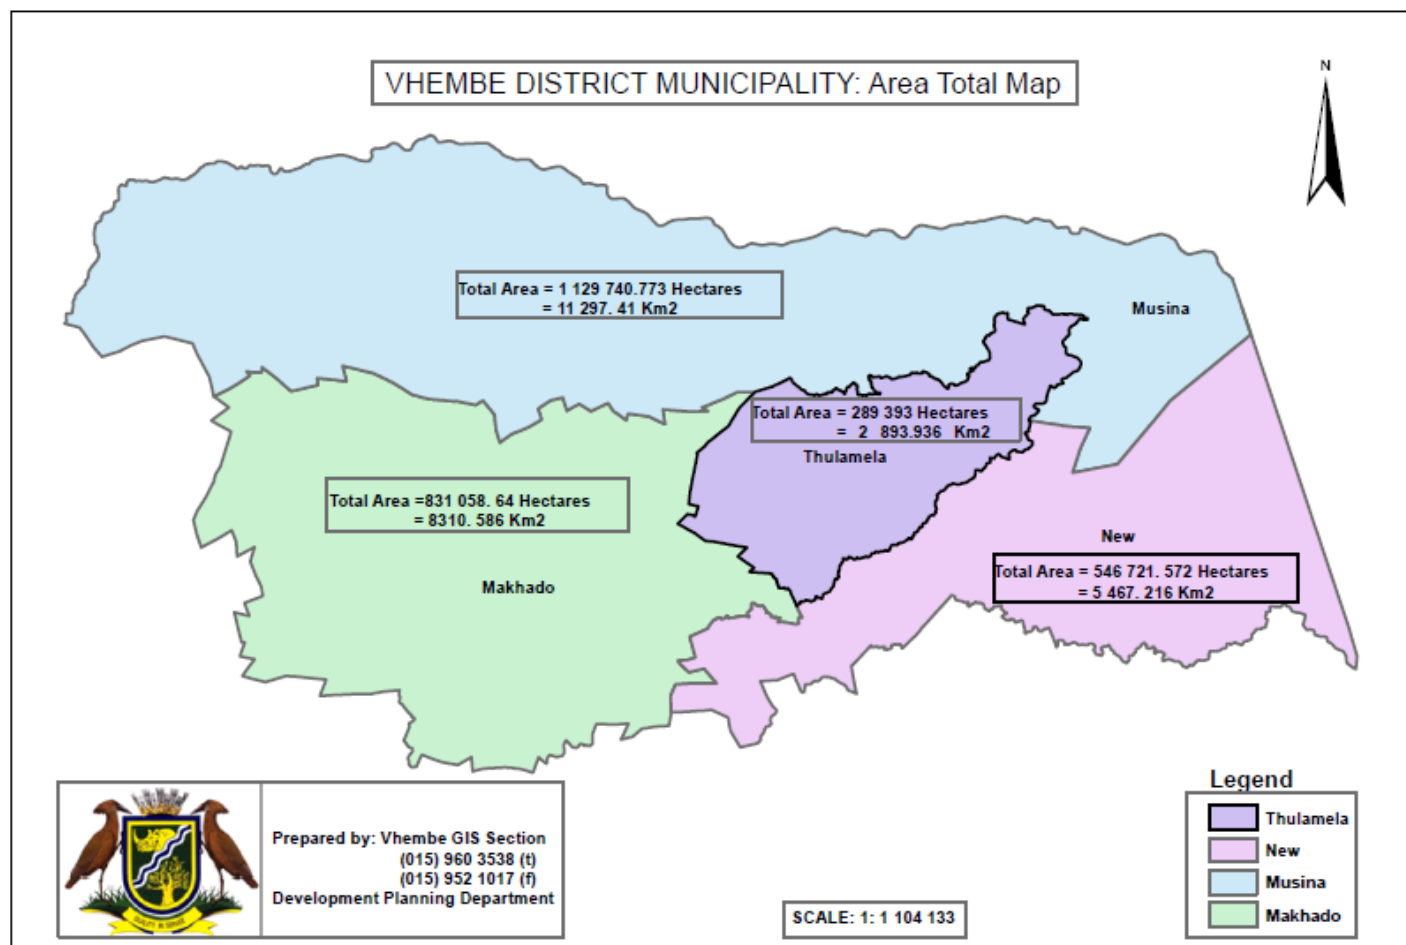 VHEMBE DISTRICT MUNICIPALITY: Area Total Map
N
Total Area = 1 129 740.773 Hectares
= 11 297. 41 Km2
Musina
Total Area = 289 393 Hectares
= 2 893.936 Km2
Thulamela
Total Area =831 058. 64 Hectares
= 8310. 586 Km2
New
Total Area = 546 721. 572 Hectares
= 5 467. 216 Km2
Makhado
Legend
Thulamela
New
Musina
Makhado
Prepared by: Vhembe GIS Section
(015) 960 3538 (t)
(015) 952 1017 (f)
Development Planning Department
QUALITY IN SERVICE
SCALE: 1: 1 104 133